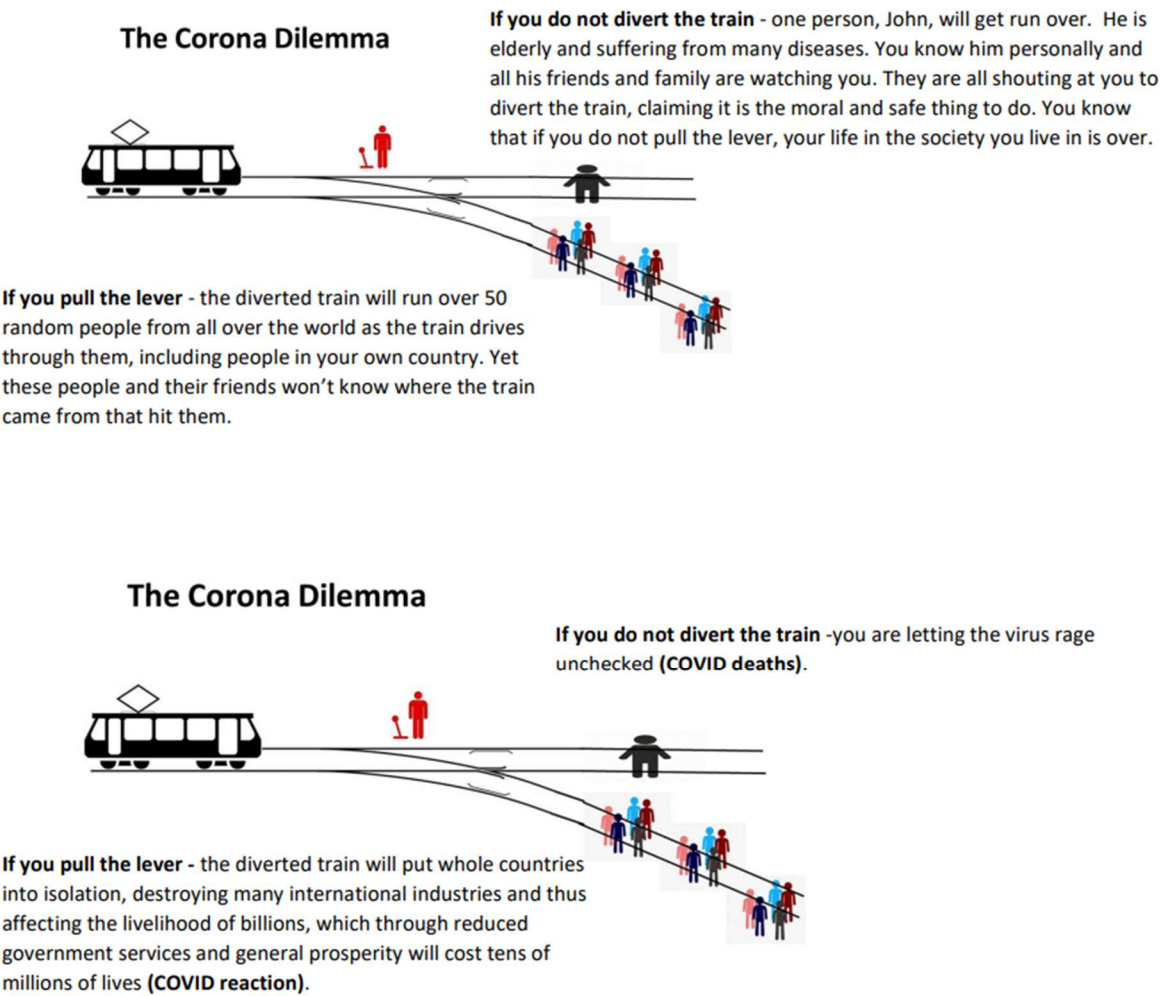 The Corona Dilemma
If you do not divert the train - one person, John, will get run over. He is
elderly and suffering from many diseases. You know him personally and
all his friends and family are watching you. They are all shouting at you to
divert the train, claiming it is the moral and safe thing to do. You know
that if you do not pull the lever, your life in the society you live in is over.
If you pull the lever - the diverted train will run over 50
random people from all over the world as the train drives
through them, including people in your own country. Yet
these people and their friends won't know where the train
came from that hit them.
The Corona Dilemma
If you do not divert the train -you are letting the virus rage
unchecked (COVID deaths).
If you pull the lever - the diverted train will put whole countries
into isolation, destroying many international industries and thus
affecting the livelihood of billions, which through reduced
government services and general prosperity will cost tens of
millions of lives (COVID reaction).